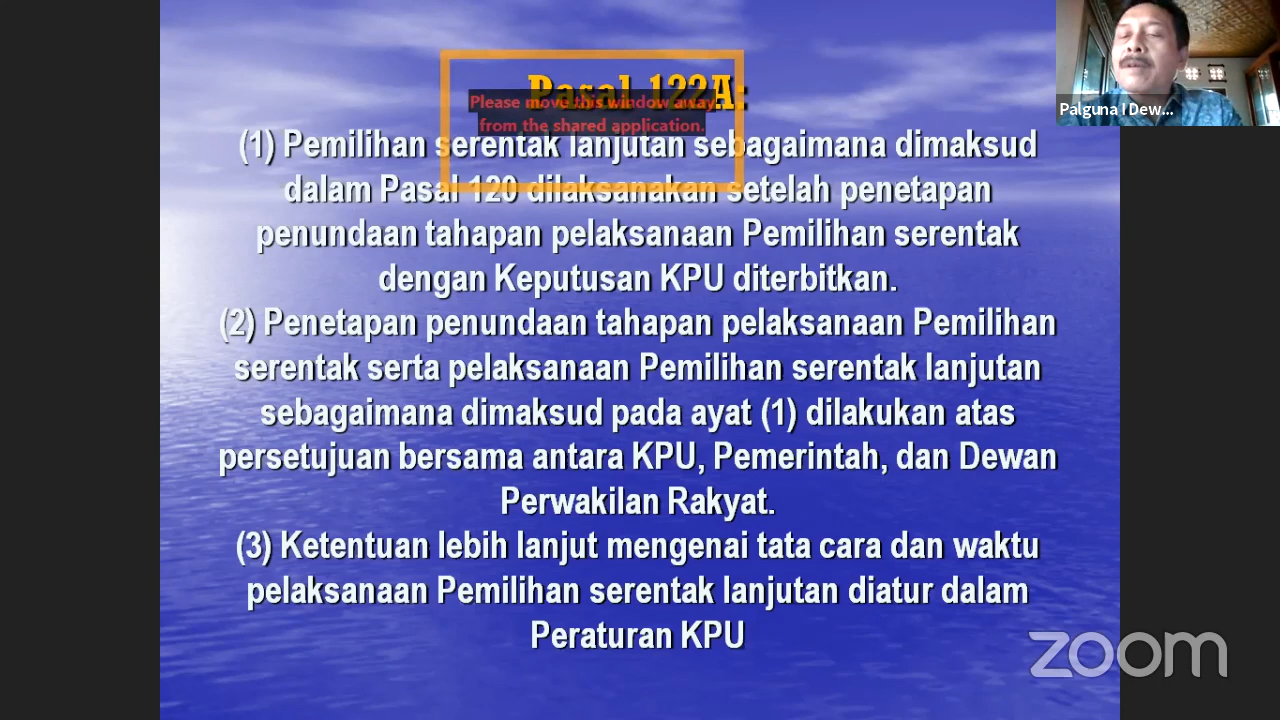 Pasal 122A:
Please move this window away
from the shared application.
(1) Pemilihan serentak lanjutan sebagaimana dimaksud
dalam Pasal 120 dilaksanakan setelah penetapan
penundaan tahapan pelaksanaan Pemilihan serentak
dengan Keputusan KPU diterbitkan.
(2) Penetapan penundaan tahapan pelaksanaan Pemilihan
serentak serta pelaksanaan Pemilihan serentak lanjutan
sebagaimana dimaksud pada ayat (1) dilakukan atas
persetujuan bersama antara KPU, Pemerintah, dan Dewan
Perwakilan Rakyat.
(3) Ketentuan lebih lanjut mengenai tata cara dan waktu
pelaksanaan Pemilihan serentak lanjutan diatur dalam
Peraturan KPU
Palguna I Dew...
zoom